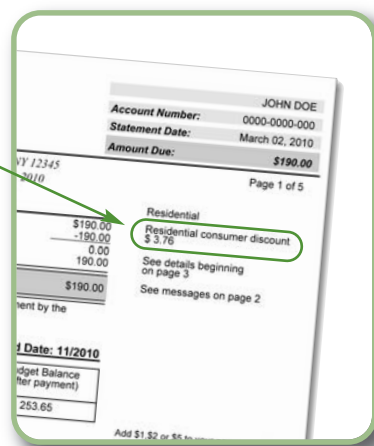 JOHN DOE
Account Number: 0000-0000-000
Statement Date: March 02, 2010
Amount Due: $190.00
Page 1 of 5
NY 12345
2010
Residential
Residential consumer discount
$ 3.76
See details beginning
on page 3
See messages on page 2
$190.00
-190.00
0.00
190.00
$190.00
ent by the
d Date: 11/2010
dget Balance
fter payment)
253.65
Add $1,$2 or $5 to